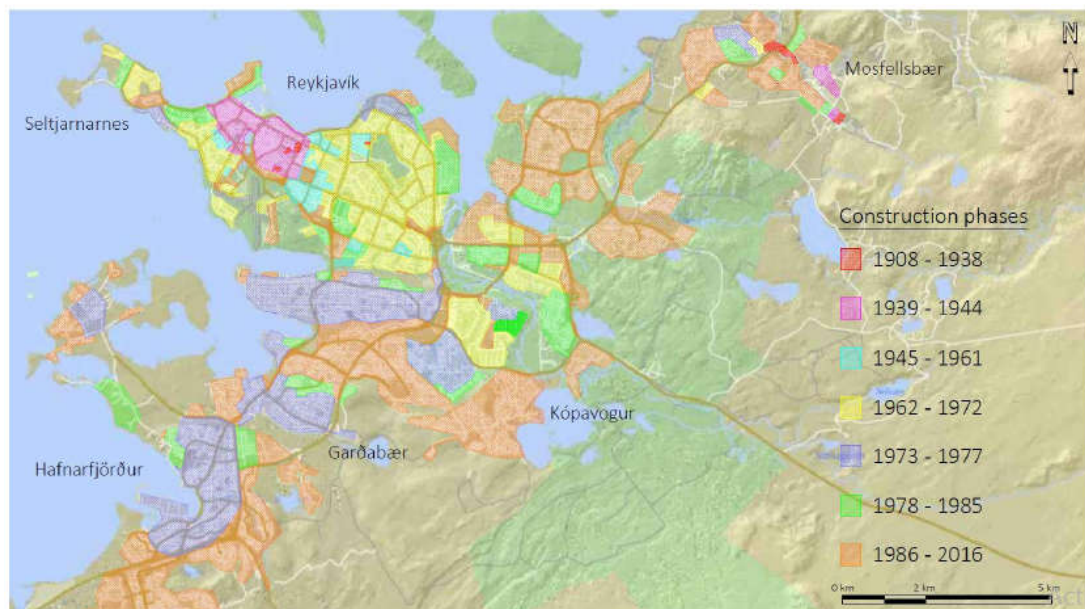 N
Mosfellsbær
Reykjavík
Seltjarnarnes
Construction phases
1908 - 1938
1939 - 1944
1945 - 1961
1962 - 1972
Kópavogur
Garðabær
Hafnarfjörður
1973 - 1977
1978 - 1985
1986 - 2016
0 km
2 km
5 km